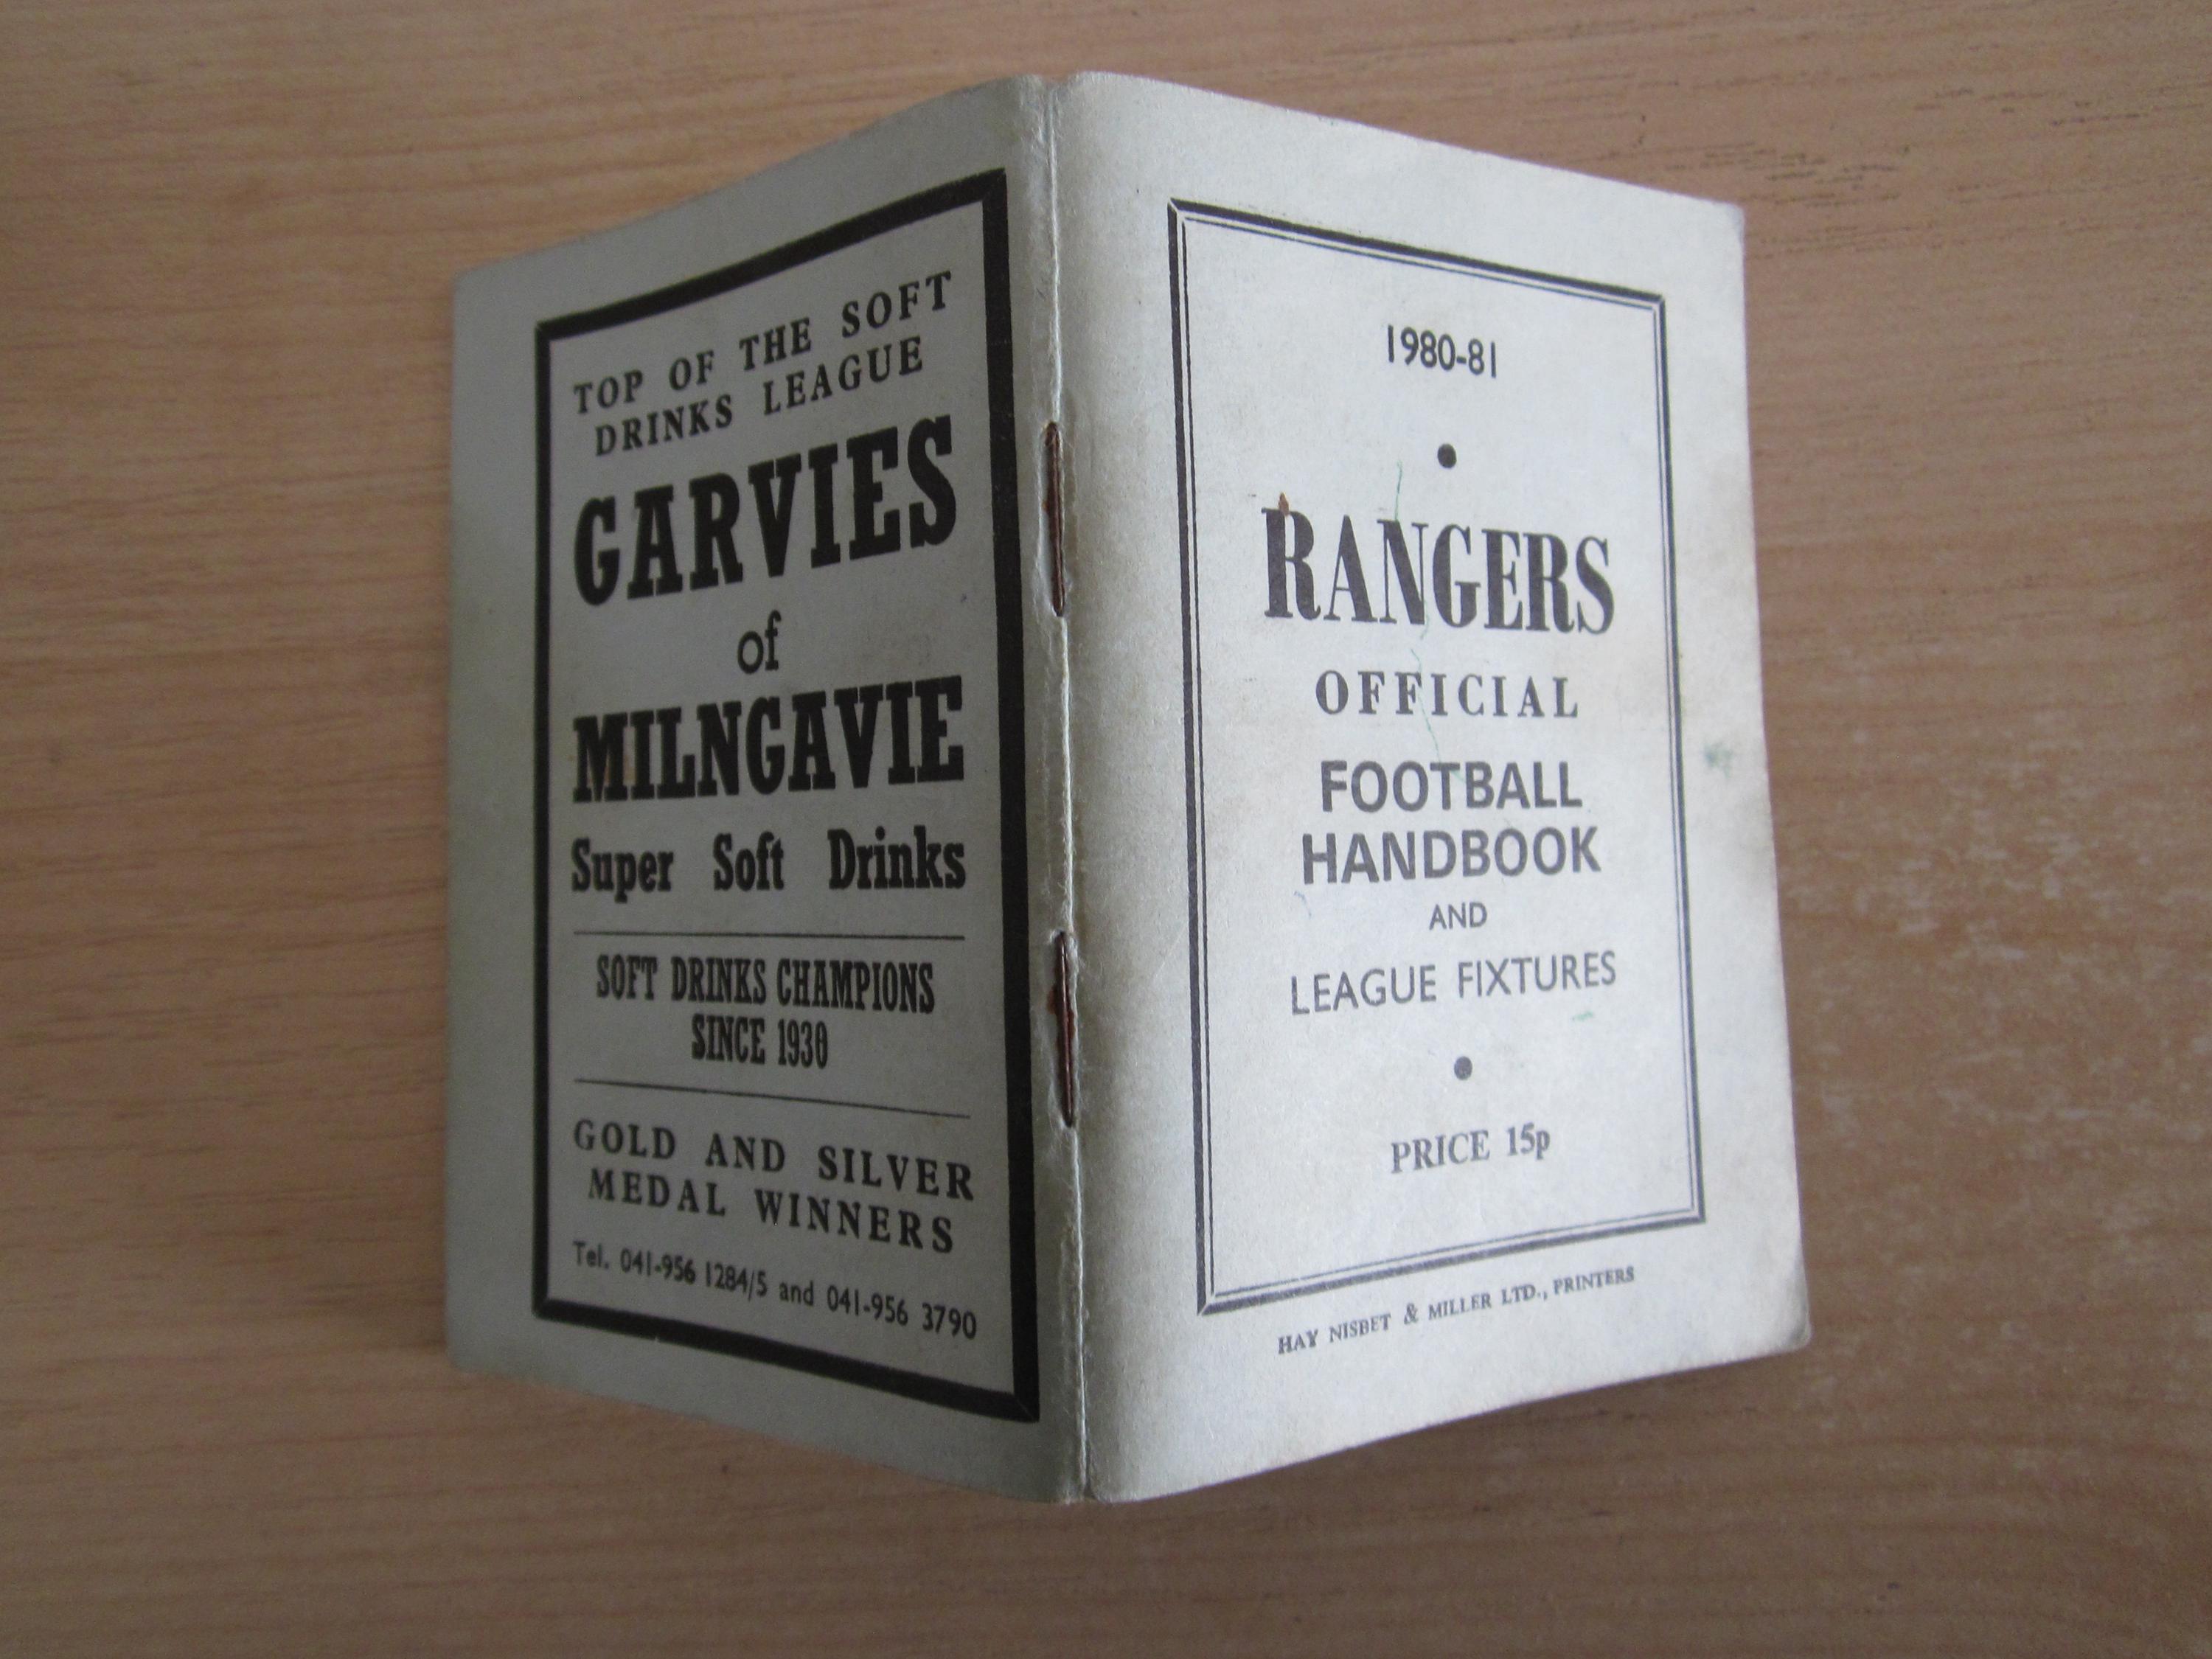 TOP OF THE SOFT
DRINKS LEAGUE
GARVIES
of
MILNGAVIE
Super Soft Drinks
SOFT DRINKS CHAMPIONS
SINCE 1930
GOLD AND SILVER
MEDAL WINNERS
Tel. 041-956 1284/5 and 041-956 3790
1980-81
RANGERS
OFFICIAL
FOOTBALL
HANDBOOK
AND
LEAGUE FIXTURES
PRICE 15p
HAY NISBET & MILLER LTD., PRINTERS